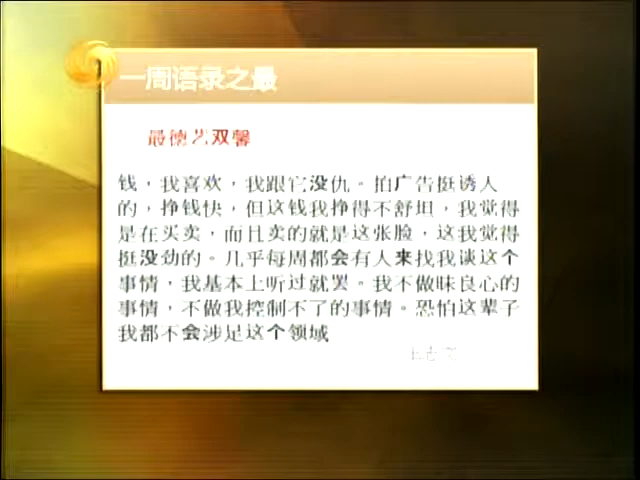 一周语录之最
最德艺双馨
钱，我喜欢，我跟它没仇。拍广告挺诱人
的，挣钱快，但这钱我挣得不舒坦，我觉得
是在买卖，而且卖的就是这张脸，这我觉得
挺没劲的。几乎每周都会有人来找我谈这个
事情，我基本上听过就罢。我不做昧良心的
事情，不做我控制不了的事情。恐怕这辈子
我都不会涉足这个领域